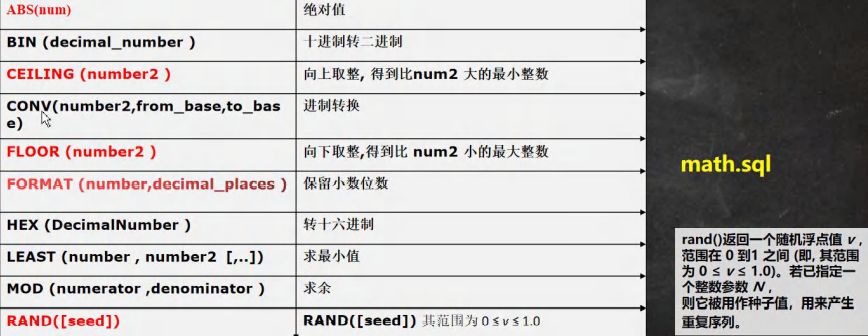 ABS(num) 绝对值
BIN (decimal_number ) 十进制转二进制
CEILING (number2 ) 向上取整, 得到比num2 大的最小整数
CONV(number2,from_base,to_bas 进制转换
e)
FLOOR (number2 ) 向下取整,得到比 num2 小的最大整数
FORMAT (number,decimal_places ) 保留小数位数
HEX (DecimalNumber ) 转十六进制
LEAST (number , number2 [,..]) 求最小值
MOD (numerator ,denominator ) 求余
RAND([seed]) RAND([seed]) 其范围为 0 ≤ v ≤ 1.0
math.sql
rand()返回一个随机浮点值 v ,
范围在 0 到1 之间 (即, 其范围
为 0 ≤ v ≤ 1.0)。若已指定一
个整数参数 N ,
则它被用作种子值，用来产生
重复序列。